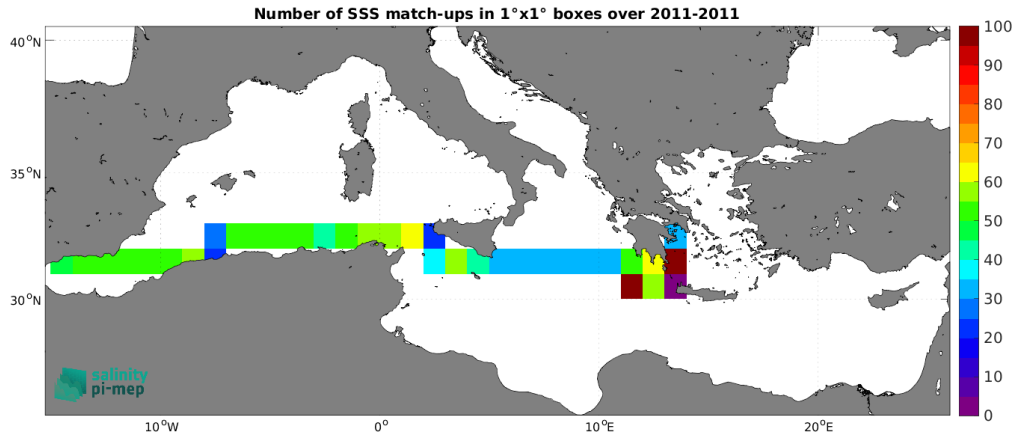 Number of SSS match-ups in 1°x1° boxes over 2011-2011
40°N
35°N
30°N
10°W
0°
10°E
20°E
100
90
80
70
60
50
40
30
20
10
0
salinity
pi-mep